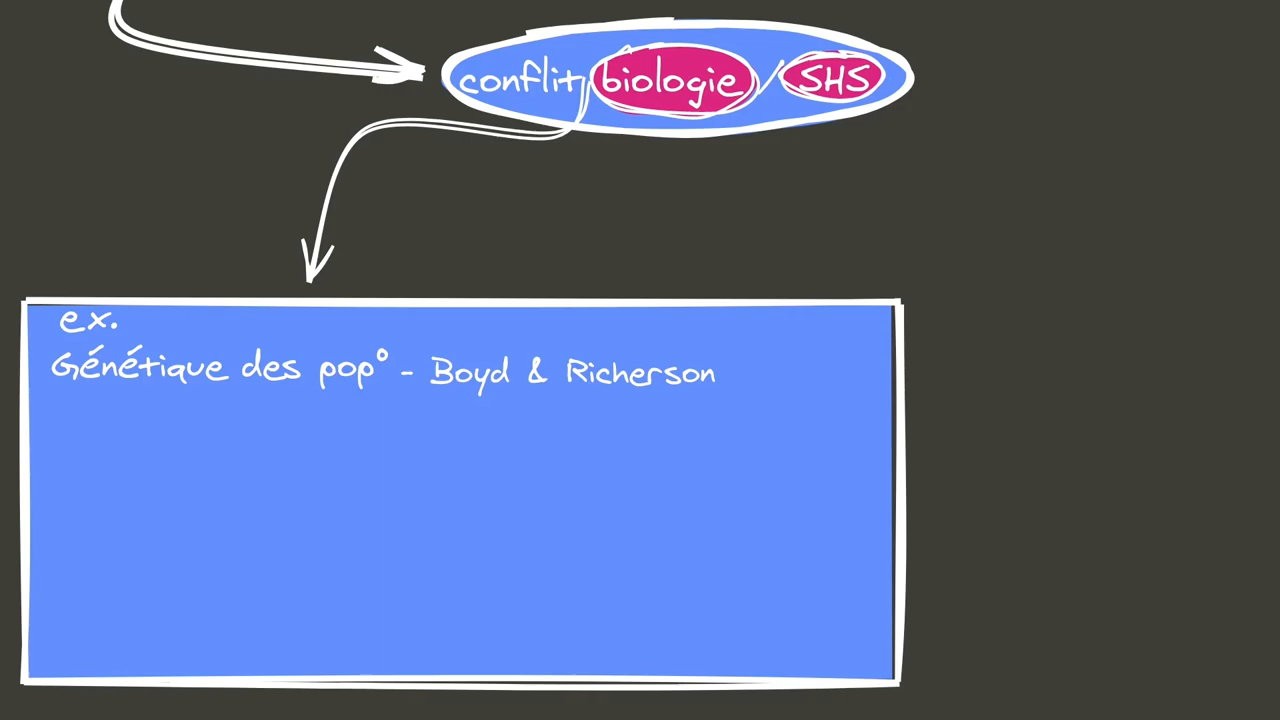 conflit biologie / SHS
ex.
Génétique des pop° - Boyd & Richerson